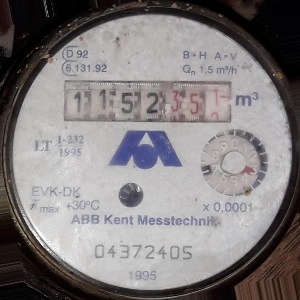 D 92
6.131.92
B · H A · V
Qn 1,5 m³/h
1152351
m³
LT 1-232
1995
EVK-DK
max +30°C
x 0,0001
ABB Kent Messtechnik
04372405
1995